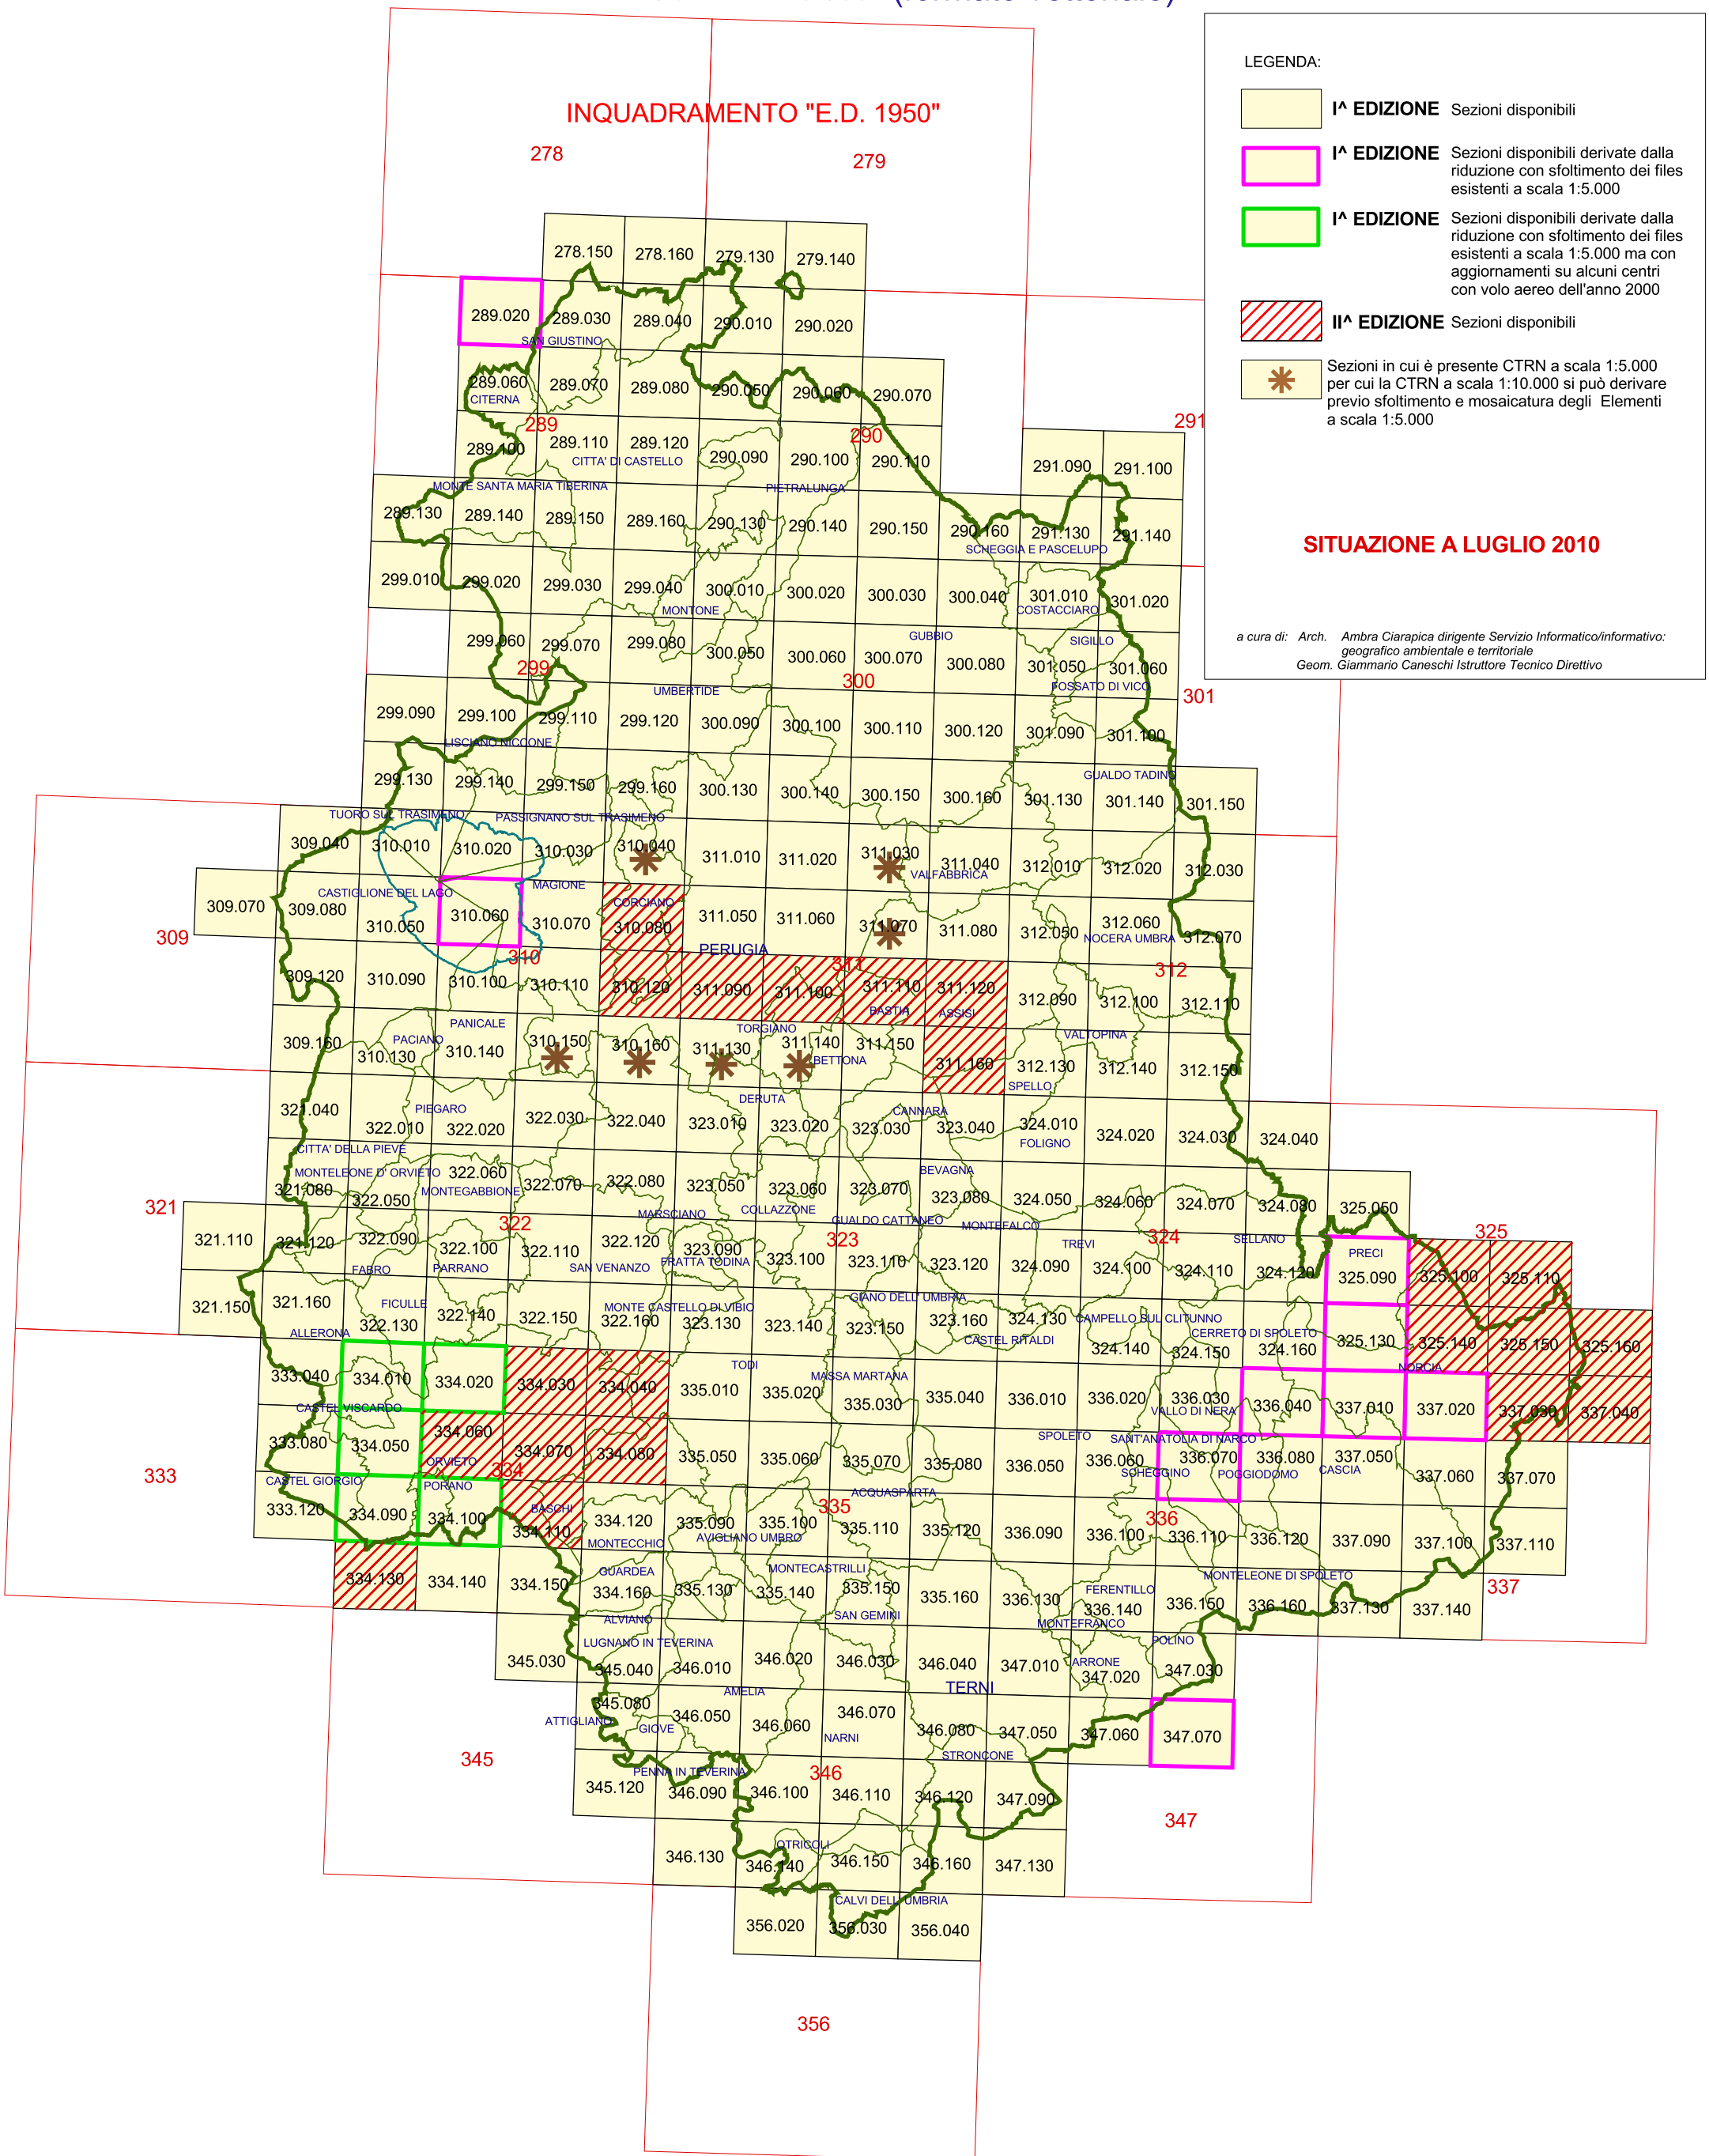 INQUADRAMENTO "E.D. 1950"
278
279
278.150 278.160 279.130 279.140
289.020 289.030 289.040 290.010 290.020
SAN GIUSTINO
289.060 289.070 289.080 290.050 290.060 290.070
CITERNA
289 290 291
289.100 289.110 289.120 290.090 290.100 290.110 291.090 291.100
CITTA' DI CASTELLO
MONTE SANTA MARIA TIBERINA PIETRALUNGA
289.130 289.140 289.150 289.160 290.130 290.140 290.150 290.160 291.130 291.140
SCHEGGIA E PASCELUPO
299.010 299.020 299.030 299.040 300.010 300.020 300.030 300.040 301.010 301.020
MONTONE COSTACCIARO
GUBBIO SIGILLO
299.060 299.070 299.080 300.050 300.060 300.070 300.080 301.050 301.060
299 300 301
UMBERTIDE FOSSATO DI VICO
299.090 299.100 299.110 299.120 300.090 300.100 300.110 300.120 301.090 301.100
LISCIANO NICCONE
GUALDO TADINO
299.130 299.140 299.150 299.160 300.130 300.140 300.150 300.160 301.130 301.140 301.150
TUORO SUL TRASIMENO PASSIGNANO SUL TRASIMENO
309.040 310.010 310.020 310.030 310.040 311.010 311.020 311.030 311.040 312.010 312.020 312.030
VALFABBRICA
CASTIGLIONE DEL LAGO MAGIONE CORCIANO
309.070 309.080 310.050 310.060 310.070 310.080 311.050 311.060 311.070 311.080 312.050 312.060 312.070
NOCERA UMBRA
PERUGIA
309 310 311 312
309.120 310.090 310.100 310.110 310.120 311.090 311.100 311.110 311.120 312.090 312.100 312.110
BASTIA ASSISI
PANICALE TORGIANO VALTOPINA
PACIANO BETTONA
309.160 310.130 310.140 310.150 310.160 311.130 311.140 311.150 311.160 312.130 312.140 312.150
SPELLO
DERUTA
PIEGARO CANNARA
321.040 322.010 322.020 322.030 322.040 323.010 323.020 323.030 323.040 324.010 324.020 324.030 324.040
FOLIGNO
CITTA' DELLA PIEVE
MONTELEONE D' ORVIETO BEVAGNA
321.080 322.050 322.060 322.070 322.080 323.050 323.060 323.070 323.080 324.050 324.060 324.070 324.080 325.050
MONTEGABBIONE
MARSCIANO COLLAZZONE GUALDO CATTANEO MONTEFALCO
321 322 323 324 325
TREVI SELLANO PRECI
321.110 321.120 322.090 322.100 322.110 322.120 323.090 323.100 323.110 323.120 324.090 324.100 324.110 324.120 325.090 325.100 325.110
FABRO PARRANO SAN VENANZO FRATTA TODINA
FICULLE MONTE CASTELLO DI VIBIO GIANO DELL' UMBRIA CAMPELLO SUL CLITUNNO
321.150 321.160 322.130 322.140 322.150 322.160 323.130 323.140 323.150 323.160 324.130 324.140 324.150 324.160 325.130 325.140 325.150 325.160
ALLERONA CASTEL RITALDI CERRETO DI SPOLETO
TODI MASSA MARTANA NORCIA
333.040 334.010 334.020 334.030 334.040 335.010 335.020 335.030 335.040 336.010 336.020 336.030 336.040 337.010 337.020 337.030 337.040
CASTEL VISCARDO VALLO DI NERA
SPOLETO SANT'ANATOLIA DI NARCO
333.080 334.050 334.060 334.070 334.080 335.050 335.060 335.070 335.080 336.050 336.060 336.070 336.080 337.050 337.060 337.070
ORVIETO SCHEGGINO POGGIODOMO CASCIA
333 334 335 336 337
CASTEL GIORGIO PORANO ACQUASPARTA
BASCHI
333.120 334.090 334.100 334.110 334.120 335.090 335.100 335.110 335.120 336.090 336.100 336.110 336.120 337.090 337.100 337.110
MONTECCHIO AVIGLIANO UMBRO
GUARDEA MONTECASTRILLI FERENTILLO MONTELEONE DI SPOLETO
334.130 334.140 334.150 334.160 335.130 335.140 335.150 335.160 336.130 336.140 336.150 336.160 337.130 337.140
ALVIANO SAN GEMINI MONTEFRANCO
LUGNANO IN TEVERINA POLINO
ARRONE
345.030 345.040 346.010 346.020 346.030 346.040 347.010 347.020 347.030
AMELIA TERNI
345.080 346.050 346.060 346.070 346.080 347.050 347.060 347.070
ATTIGLIANO GIOVE NARNI STRONCONE
345 346 347
PENNA IN TEVERINA
345.120 346.090 346.100 346.110 346.120 347.090
OTRICOLI
346.130 346.140 346.150 346.160 347.130
CALVI DELL' UMBRIA
356.020 356.030 356.040
356
LEGENDA:
I^ EDIZIONE Sezioni disponibili
I^ EDIZIONE Sezioni disponibili derivate dalla
riduzione con sfoltimento dei files
esistenti a scala 1:5.000
I^ EDIZIONE Sezioni disponibili derivate dalla
riduzione con sfoltimento dei files
esistenti a scala 1:5.000 ma con
aggiornamenti su alcuni centri
con volo aereo dell'anno 2000
II^ EDIZIONE Sezioni disponibili
Sezioni in cui è presente CTRN a scala 1:5.000
per cui la CTRN a scala 1:10.000 si può derivare
previo sfoltimento e mosaicatura degli Elementi
a scala 1:5.000
SITUAZIONE A LUGLIO 2010
a cura di: Arch. Ambra Ciarapica dirigente Servizio Informatico/informativo:
geografico ambientale e territoriale
Geom. Giammario Caneschi Istruttore Tecnico Direttivo